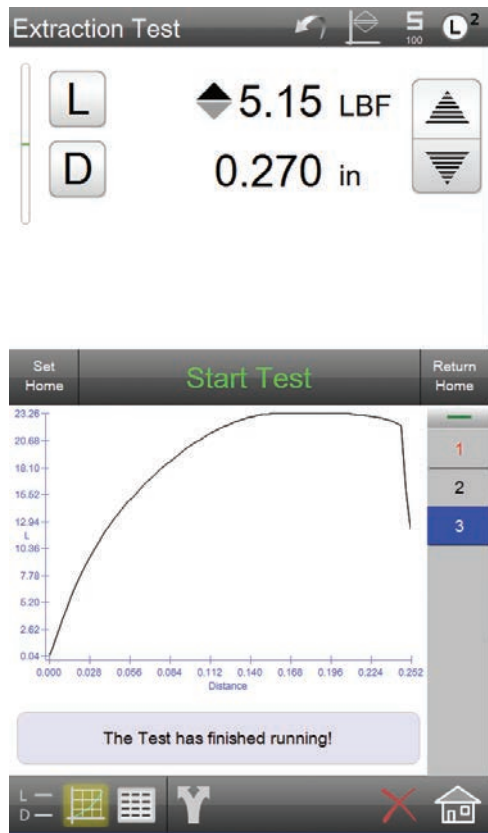 Extraction Test
S
100
L2
L
5.15 LBF
D
0.270 in
Set
Home
Start Test
Return
Home
23.26
20.68
18.10
15.52
12.94
L
10.36
7.78
5.20
2.62
0.04
0.000 0.028 0.056 0.084 0.112 0.140 0.168 0.196 0.224 0.252
Distance
1
2
3
The Test has finished running!
L
D